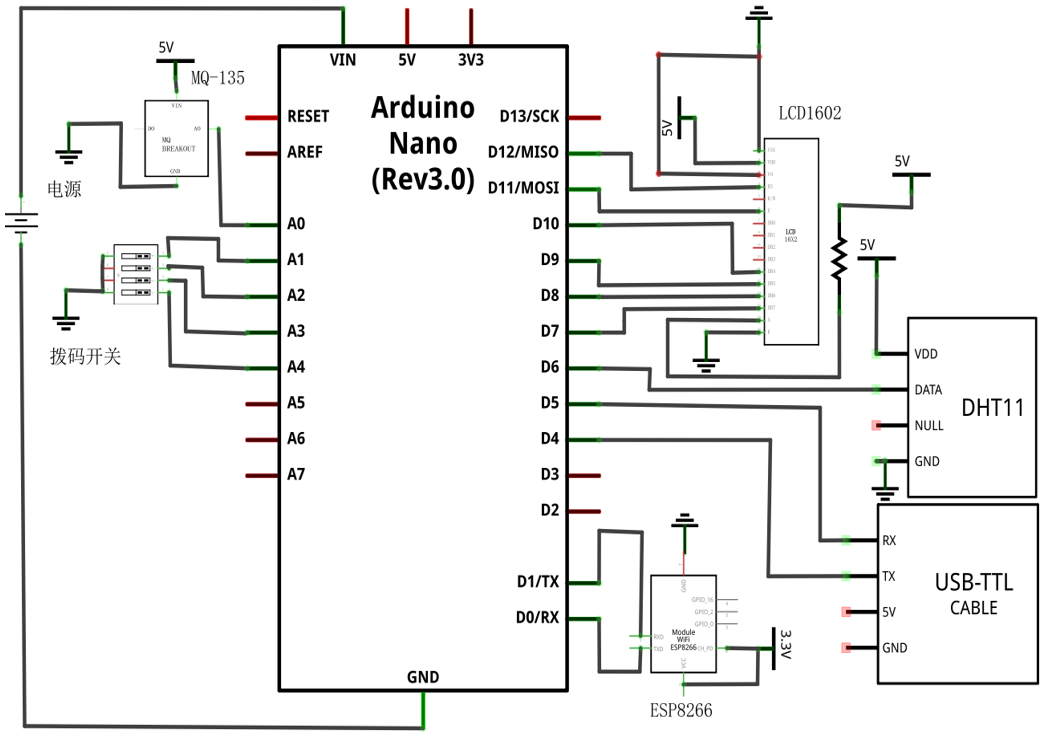 VIN
5V
3V3
5V
MQ-135
VIN
DO
AO
MQ
BREAKOUT
GND
电源
拨码开关
Arduino
Nano
(Rev3.0)
RESET
AREF
A0
A1
A2
A3
A4
A5
A6
A7
D13/SCK
D12/MISO
D11/MOSI
D10
D9
D8
D7
D6
D5
D4
D3
D2
D1/TX
D0/RX
GND
LCD1602
5V
LCD
16X2
5V
5V
VDD
DATA
NULL
GND
DHT11
RX
TX
5V
GND
USB-TTL
CABLE
GND
GPIO_16
GPIO_2
GPIO_0
RXD
TXD
Module
WiFi
ESP8266
CH_PD
VCC
3.3V
ESP8266